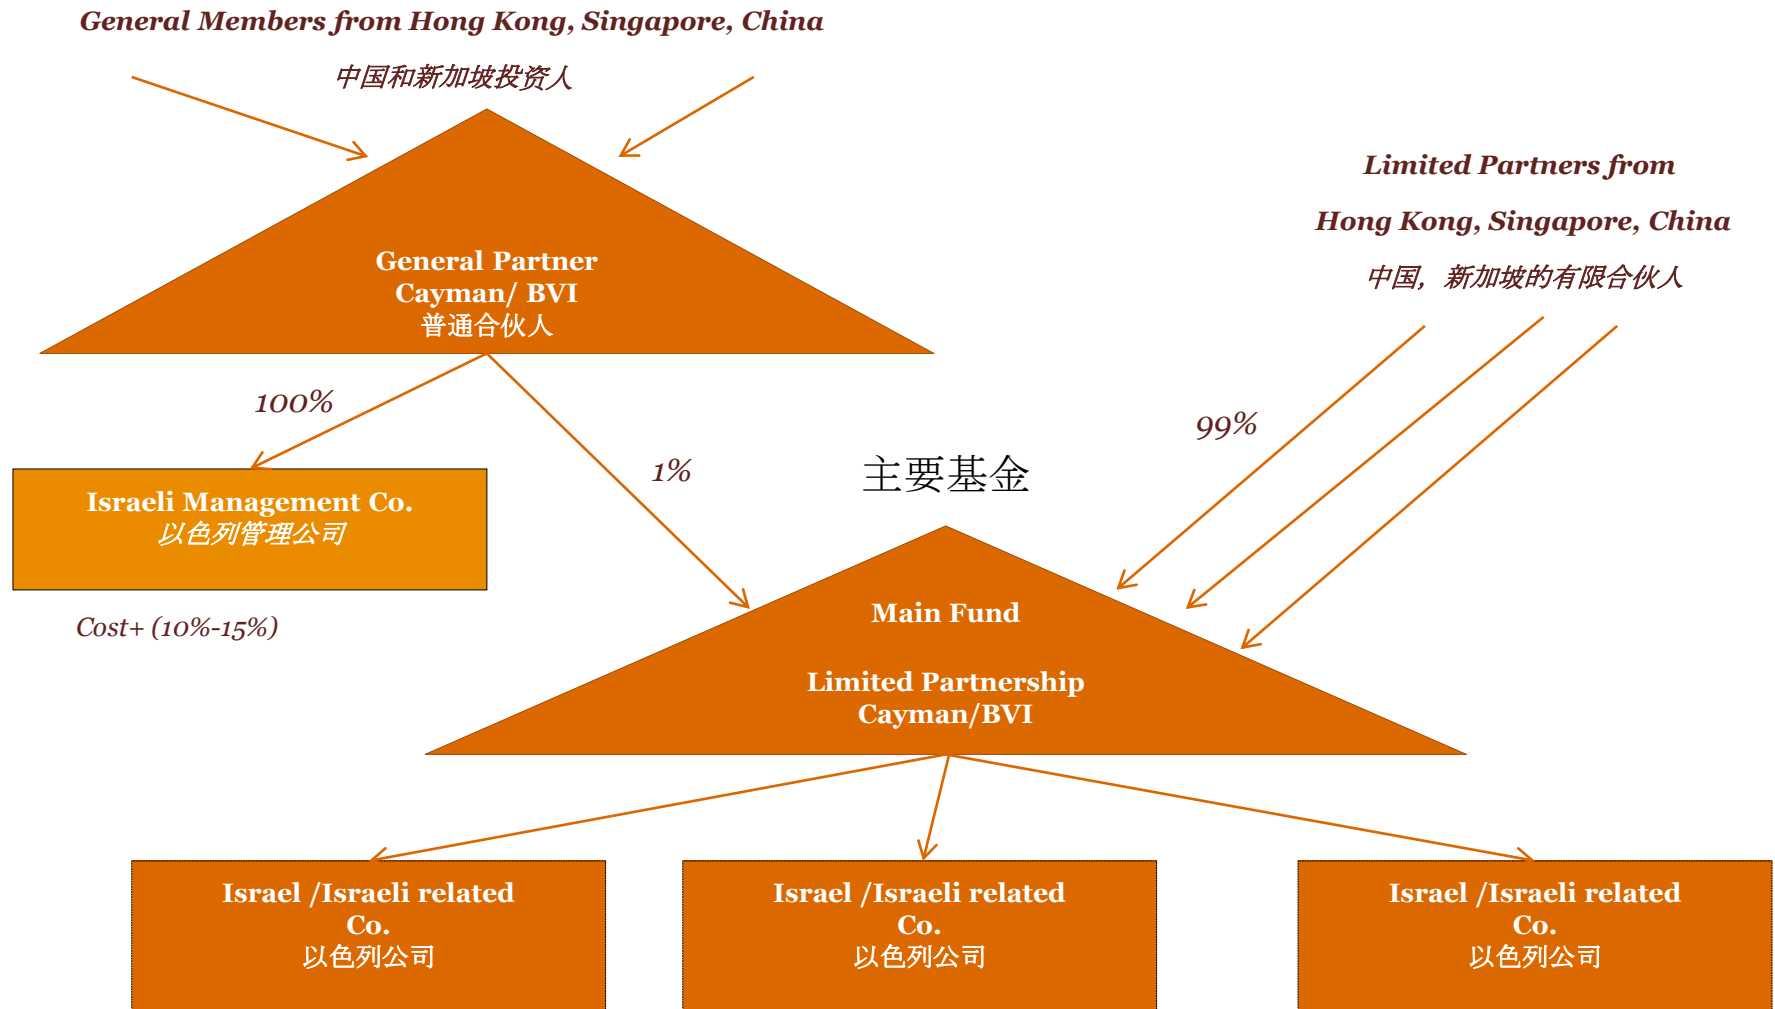 General Members from Hong Kong, Singapore, China
中国和新加坡投资人
Limited Partners from
Hong Kong, Singapore, China
中国，新加坡的有限合伙人
General Partner
Cayman/ BVI
普通合伙人
100%
1%
99%
主要基金
Israeli Management Co.
以色列管理公司
Cost+ (10%-15%)
Main Fund
Limited Partnership
Cayman/BVI
Israel /Israeli related
Co.
以色列公司
Israel /Israeli related
Co.
以色列公司
Israel /Israeli related
Co.
以色列公司